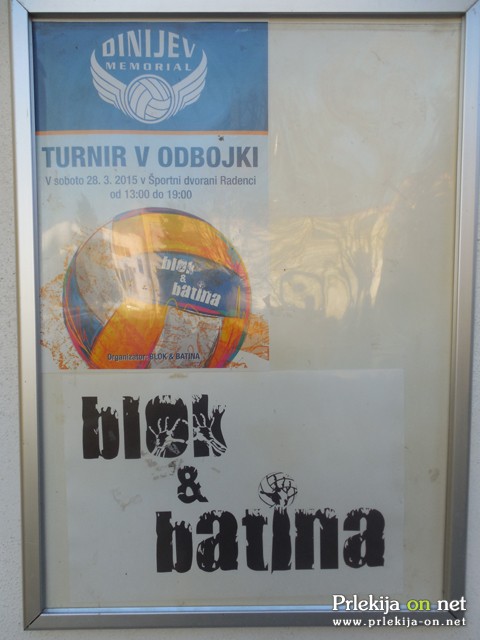 DINIJEV
MEMORIAL
TURNIR V ODBOJKI
V soboto 28. 3. 2015 v Športni dvorani Radenci
od 13:00 do 19:00
blok
&
batina
Organizator: BLOK & BATINA
blok
&
batina
Prlekija-on.net
www.prlekija-on.net